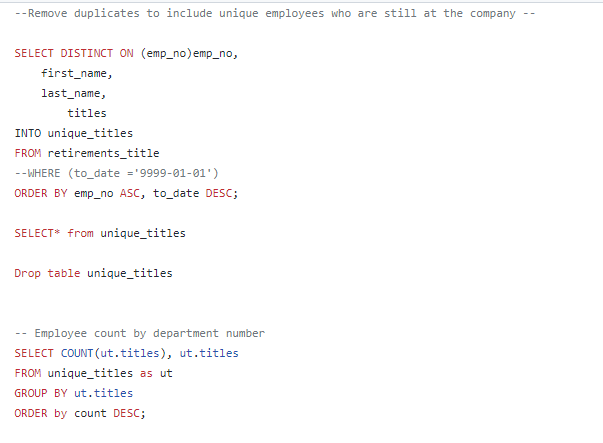 --Remove duplicates to include unique employees who are still at the company --
SELECT DISTINCT ON (emp_no)emp_no,
first_name,
last_name,
titles
INTO unique_titles
FROM retirements_title
--WHERE (to_date ='9999-01-01')
ORDER BY emp_no ASC, to_date DESC;
SELECT* from unique_titles
Drop table unique_titles
-- Employee count by department number
SELECT COUNT(ut.titles), ut.titles
FROM unique_titles as ut
GROUP BY ut.titles
ORDER by count DESC;